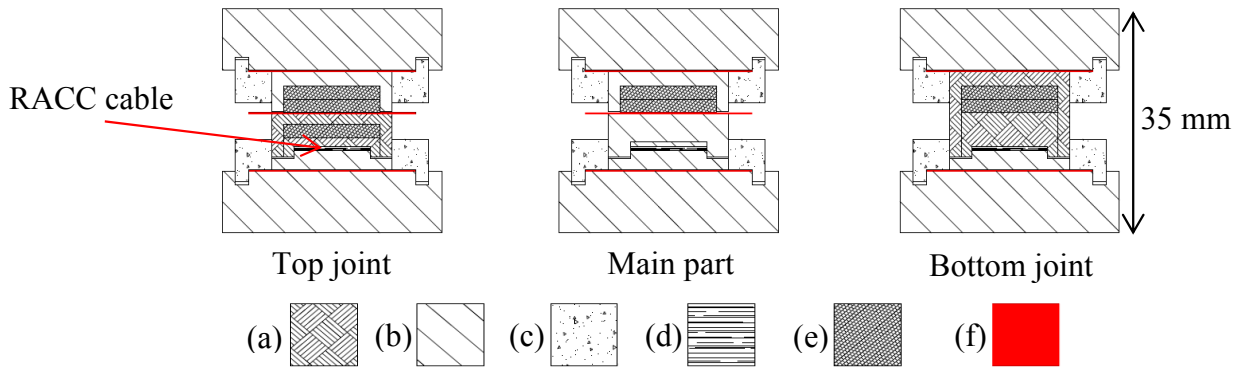 RACC cable
35 mm
Top joint
Main part
Bottom joint
(a)
(b)
(c)
(d)
(e)
(f)